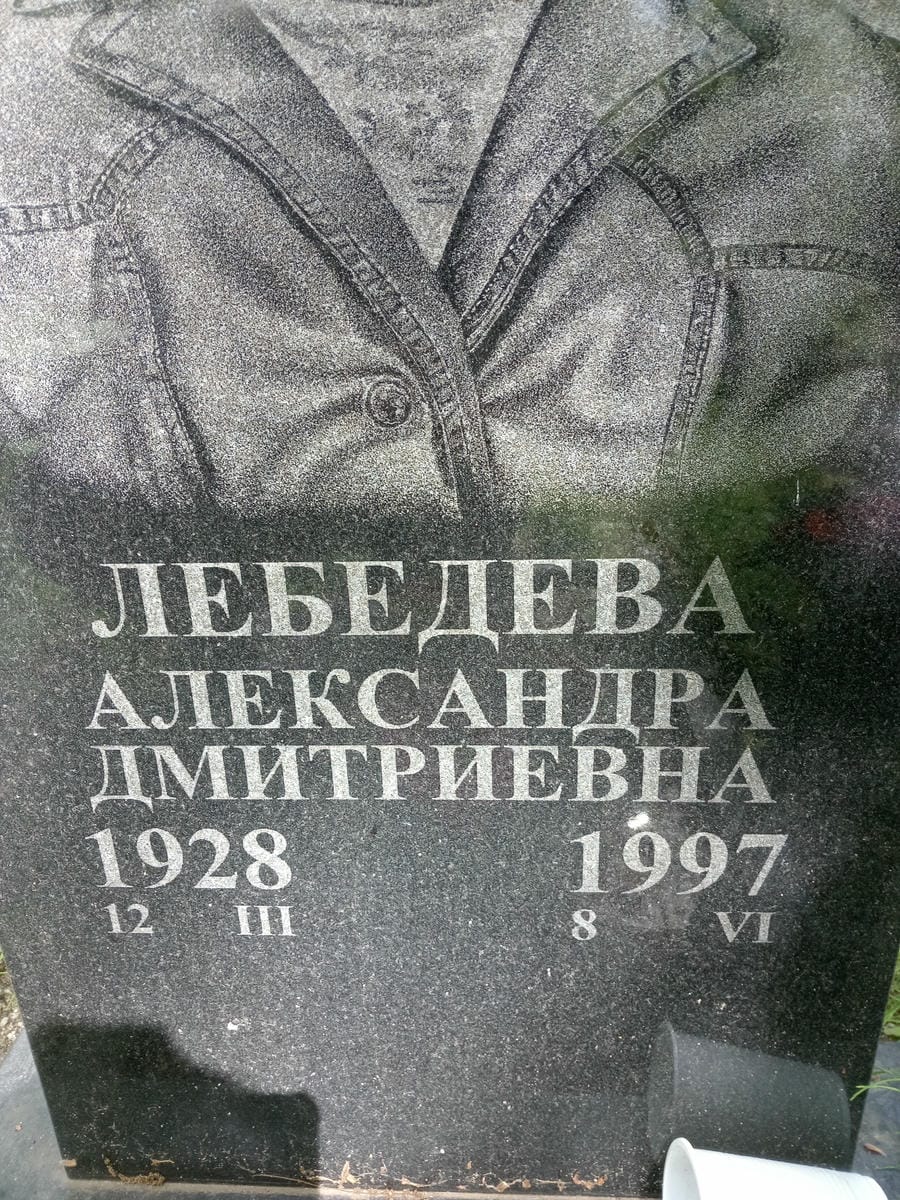 ЛЕБЕДЕВА
АЛЕКСАНДРА
ДМИТРИЕВНА
1928 1997
12 III 8 VI